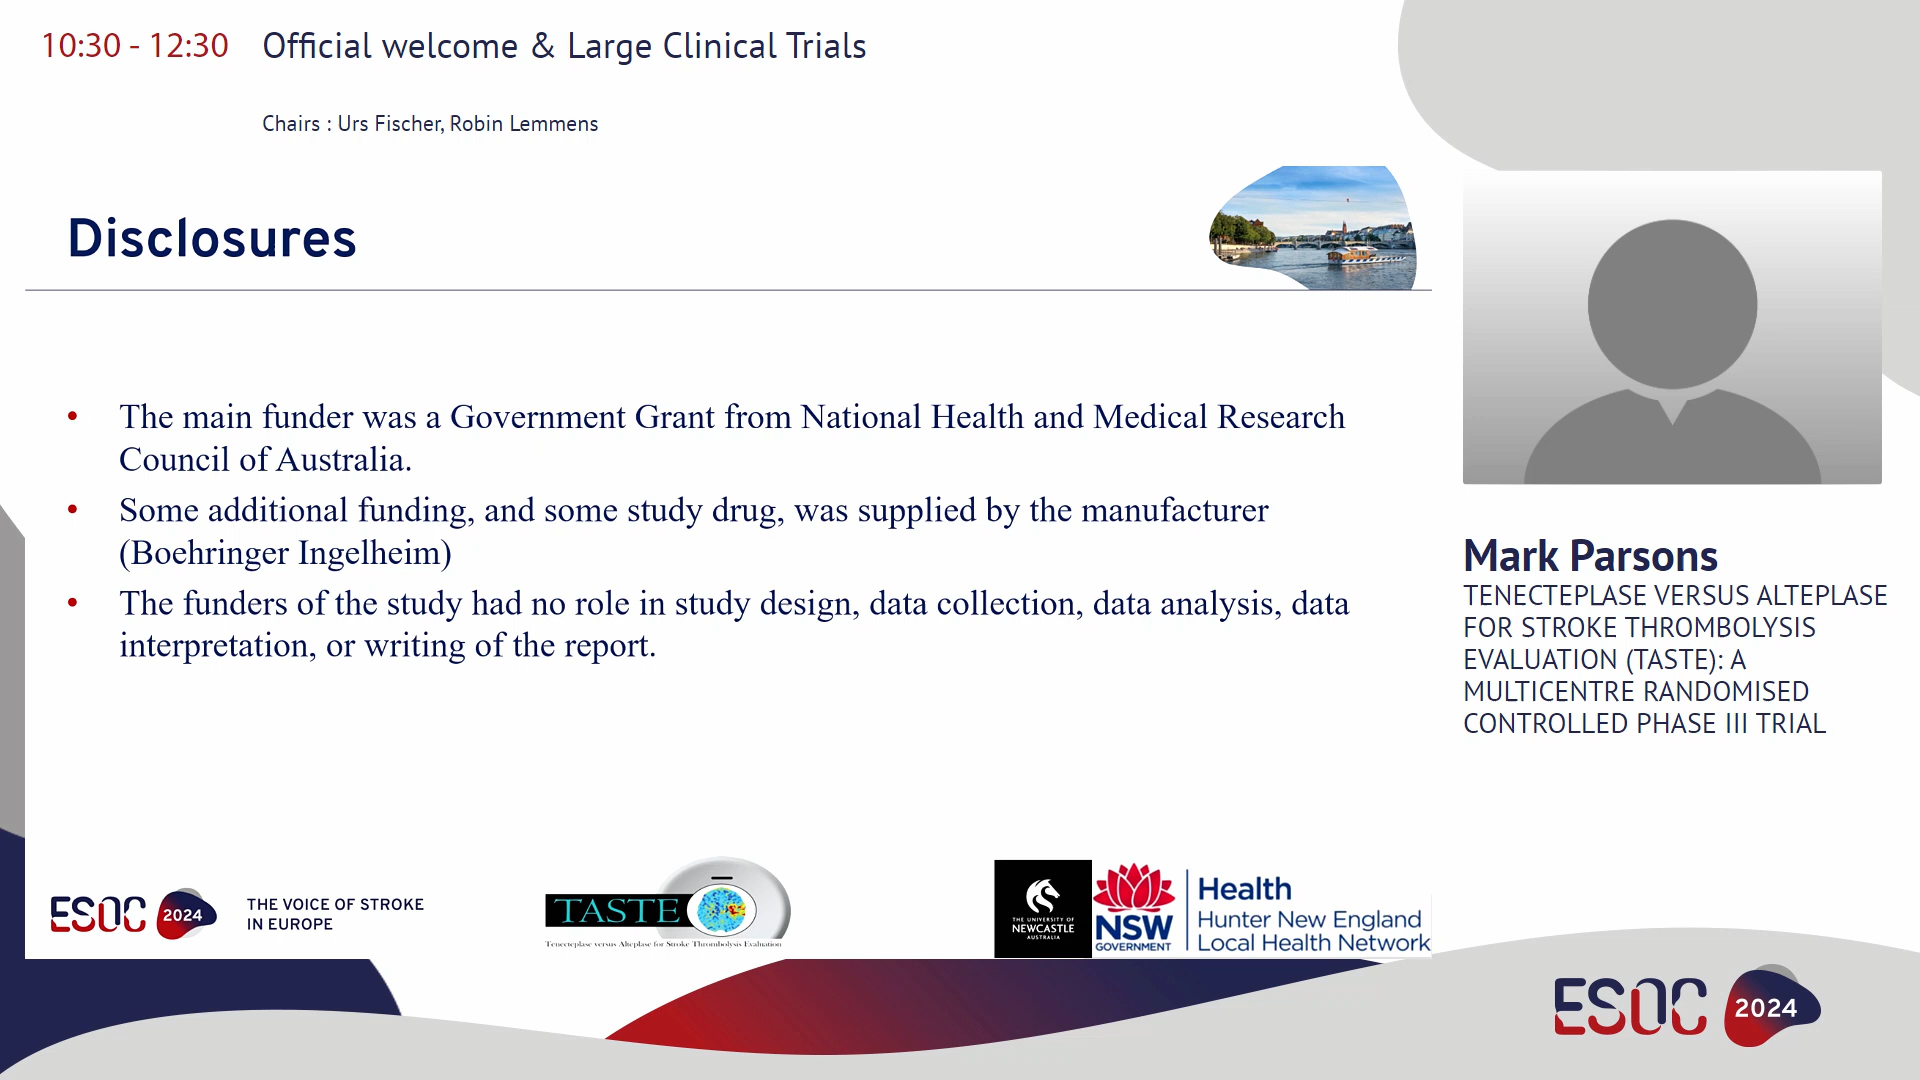 10:30 - 12:30 Official welcome & Large Clinical Trials
Chairs : Urs Fischer, Robin Lemmens
Disclosures
• The main funder was a Government Grant from National Health and Medical Research
Council of Australia.
• Some additional funding, and some study drug, was supplied by the manufacturer
(Boehringer Ingelheim)
• The funders of the study had no role in study design, data collection, data analysis, data
interpretation, or writing of the report.
Mark Parsons
TENECTEPLASE VERSUS ALTEPLASE
FOR STROKE THROMBOLYSIS
EVALUATION (TASTE): A
MULTICENTRE RANDOMISED
CONTROLLED PHASE III TRIAL
ESOC 2024
THE VOICE OF STROKE
IN EUROPE
TASTE
Tenecteplase versus Alteplase for Stroke Thrombolysis Evaluation
THE UNIVERSITY OF
NEWCASTLE
AUSTRALIA
NSW
GOVERNMENT
Health
Hunter New England
Local Health Network
ESOC 2024